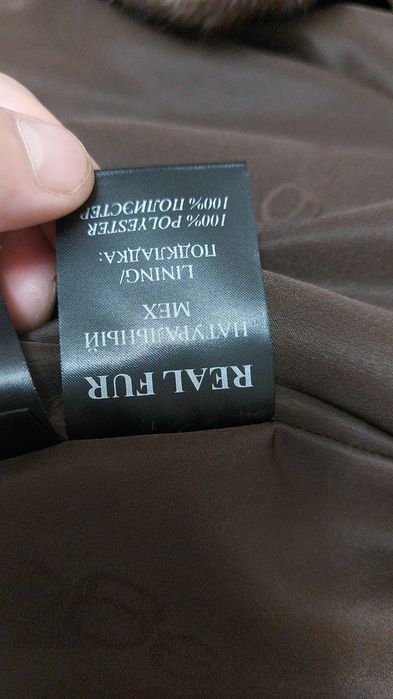 REAL FUR
НАТУРАЛЬНЫЙ
МЕХ
LINING/
ПОДКЛАДКА:
100% POLYESTER
100% ПОЛИЭСТЕР